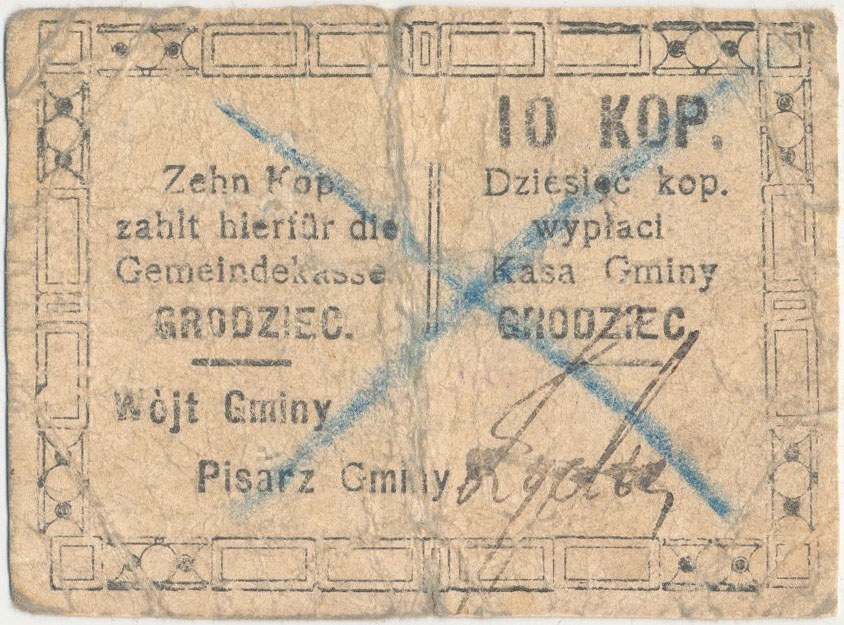 10 KOP.
Zehn Kop.
zahlt hierfür die
Gemeindekasse
GRODZIEC.
Dziesięć kop.
wypłaci
Kasa Gminy
GRODZIEC.
Wójt Gminy
Pisarz Gminy